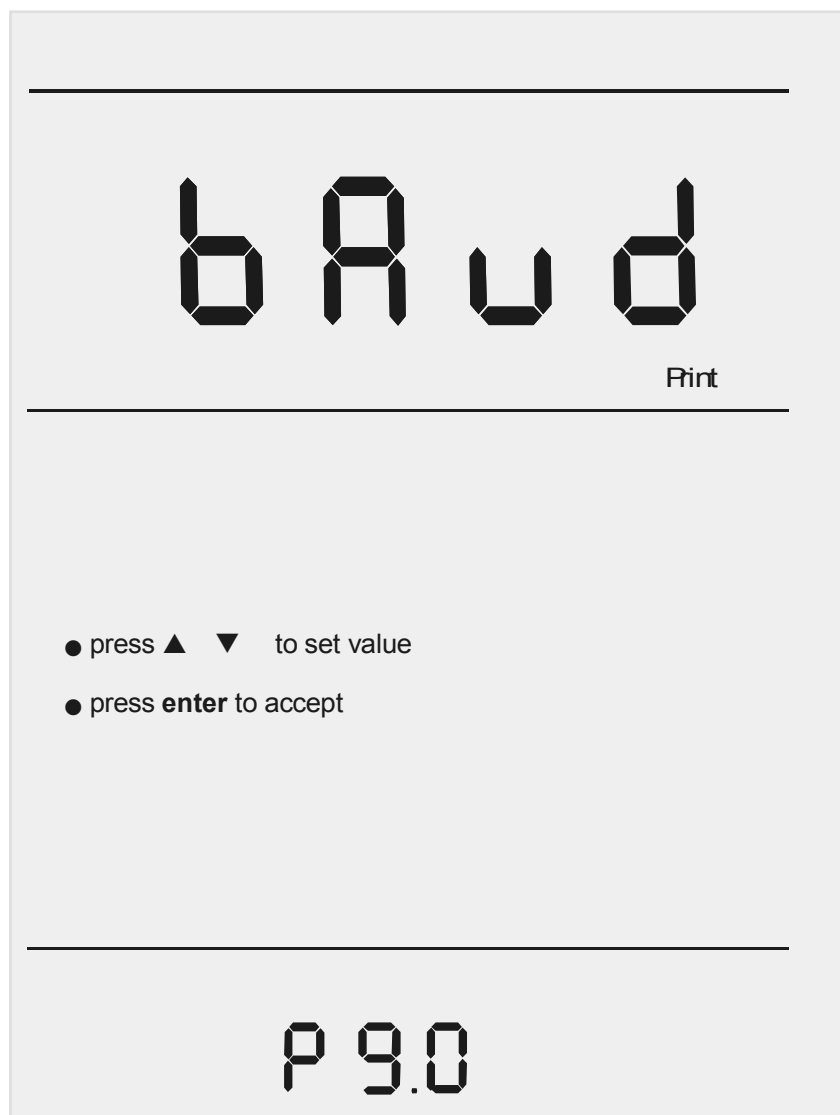 bAud
Print
● press ▲ ▼ to set value
● press enter to accept
P 9.0